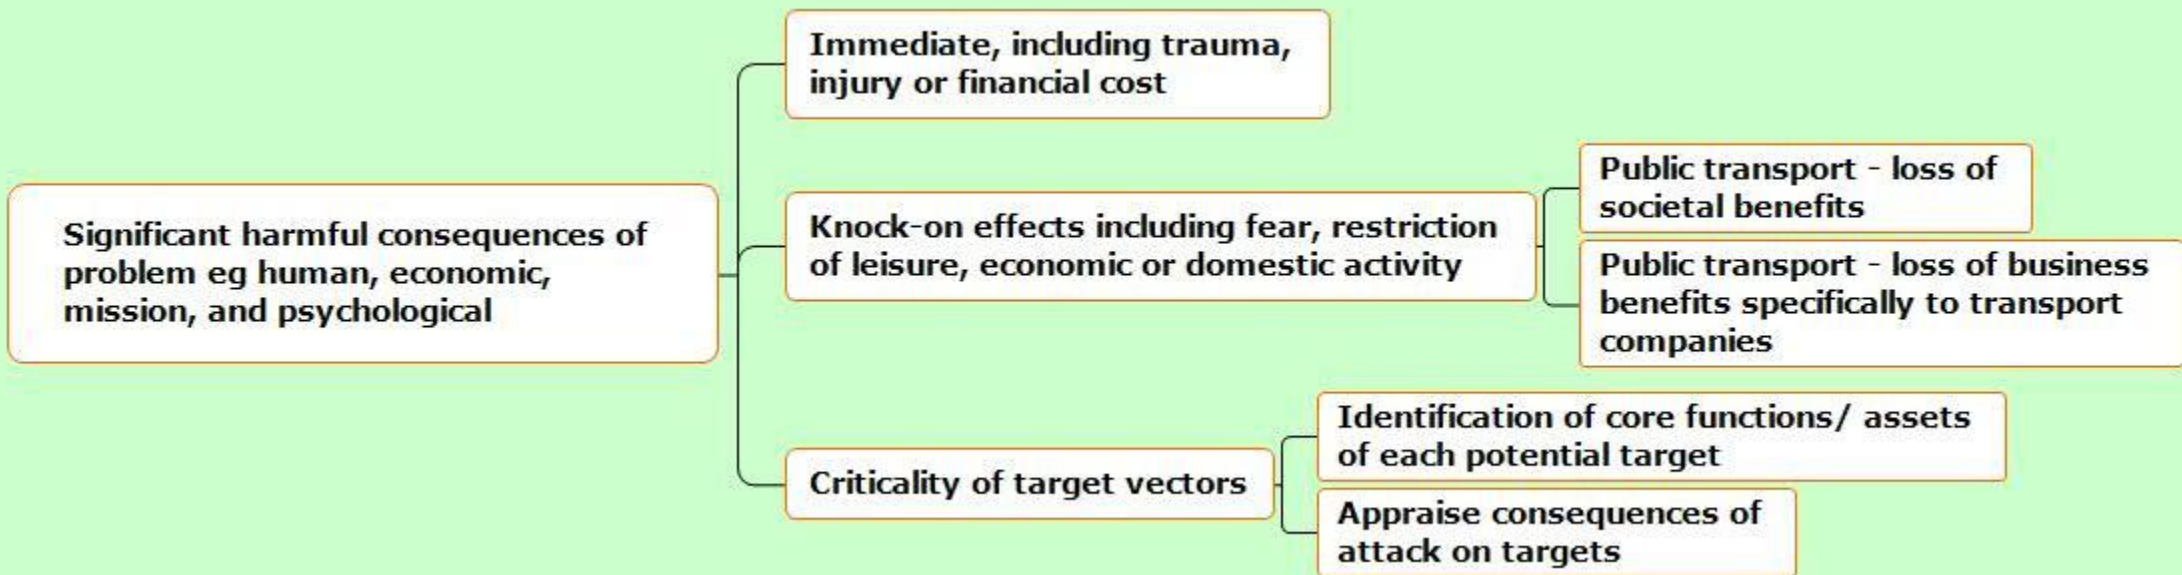 Significant harmful consequences of
problem eg human, economic,
mission, and psychological
Immediate, including trauma,
injury or financial cost
Knock-on effects including fear, restriction
of leisure, economic or domestic activity
Public transport - loss of
societal benefits
Public transport - loss of business
benefits specifically to transport
companies
Criticality of target vectors
Identification of core functions/ assets
of each potential target
Appraise consequences of
attack on targets